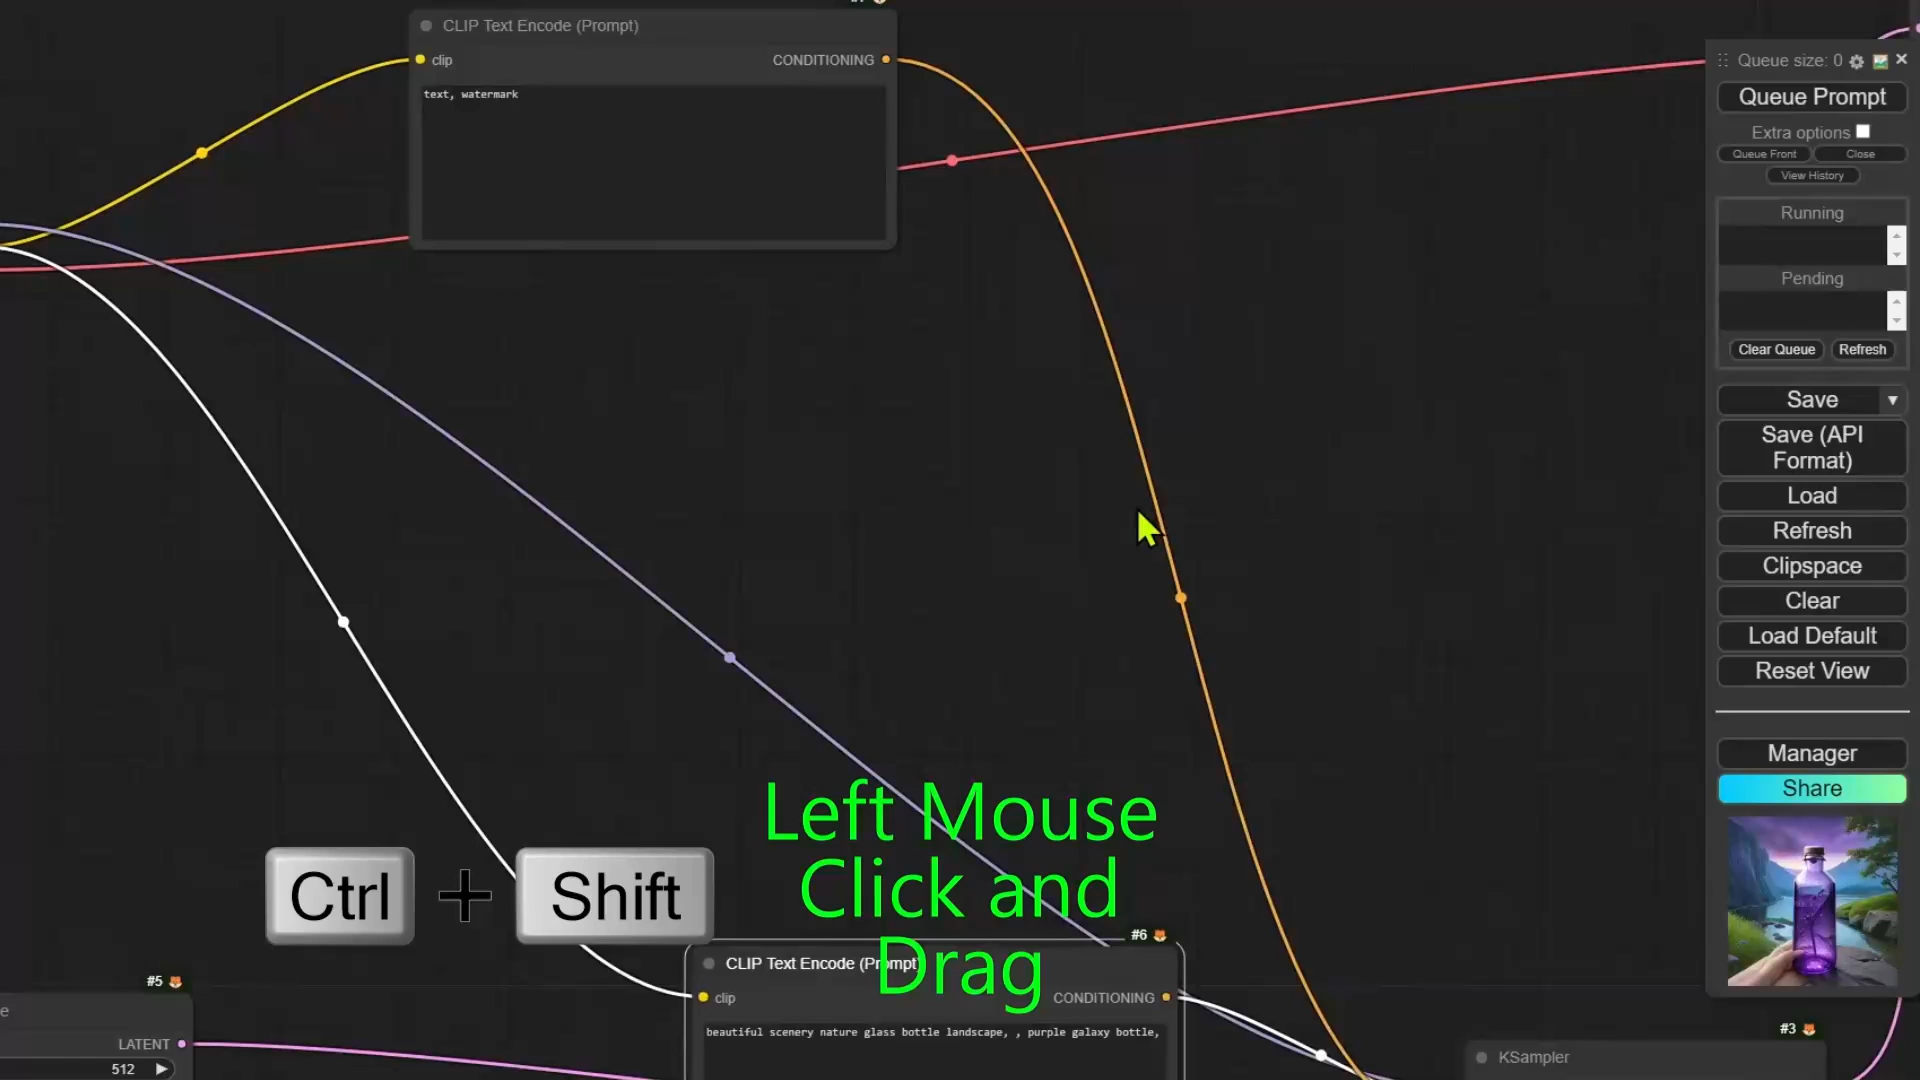 CLIP Text Encode (Prompt)
clip
CONDITIONING
text, watermark
Queue size: 0
Queue Prompt
Extra options
Queue Front
Close
View History
Running
Pending
Clear Queue
Refresh
Save
Save (API
Format)
Load
Refresh
Clipspace
Clear
Load Default
Reset View
Manager
Share
Left Mouse
Click and
Drag
Ctrl + Shift
#6
CLIP Text Encode (Prompt)
clip
CONDITIONING
beautiful scenery nature glass bottle landscape, , purple galaxy bottle,
#5
e
LATENT
512
#3
KSampler